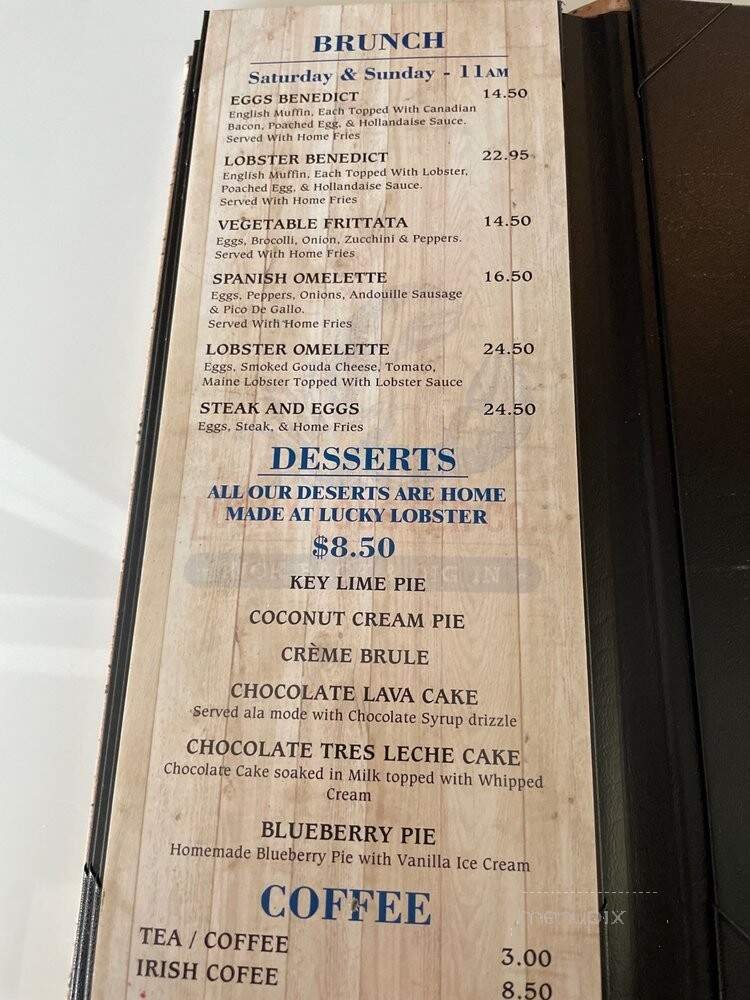 BRUNCH
Saturday & Sunday - 11AM
EGGS BENEDICT 14.50
English Muffin, Each Topped With Canadian
Bacon, Poached Egg, & Hollandaise Sauce.
Served With Home Fries
LOBSTER BENEDICT 22.95
English Muffin, Each Topped With Lobster,
Poached Egg, & Hollandaise Sauce.
Served With Home Fries
VEGETABLE FRITTATA 14.50
Eggs, Brocolli, Onion, Zucchini & Peppers.
Served With Home Fries
SPANISH OMELETTE 16.50
Eggs, Peppers, Onions, Andouille Sausage
& Pico De Gallo.
Served With Home Fries
LOBSTER OMELETTE 24.50
Eggs, Smoked Gouda Cheese, Tomato,
Maine Lobster Topped With Lobster Sauce
STEAK AND EGGS 24.50
Eggs, Steak, & Home Fries
DESSERTS
ALL OUR DESERTS ARE HOME
MADE AT LUCKY LOBSTER
$8.50
KEY LIME PIE
COCONUT CREAM PIE
CRÈME BRULE
CHOCOLATE LAVA CAKE
Served ala mode with Chocolate Syrup drizzle
CHOCOLATE TRES LECHE CAKE
Chocolate Cake soaked in Milk topped with Whipped
Cream
BLUEBERRY PIE
Homemade Blueberry Pie with Vanilla Ice Cream
COFFEE
TEA / COFFEE 3.00
IRISH COFEE 8.50
menupix